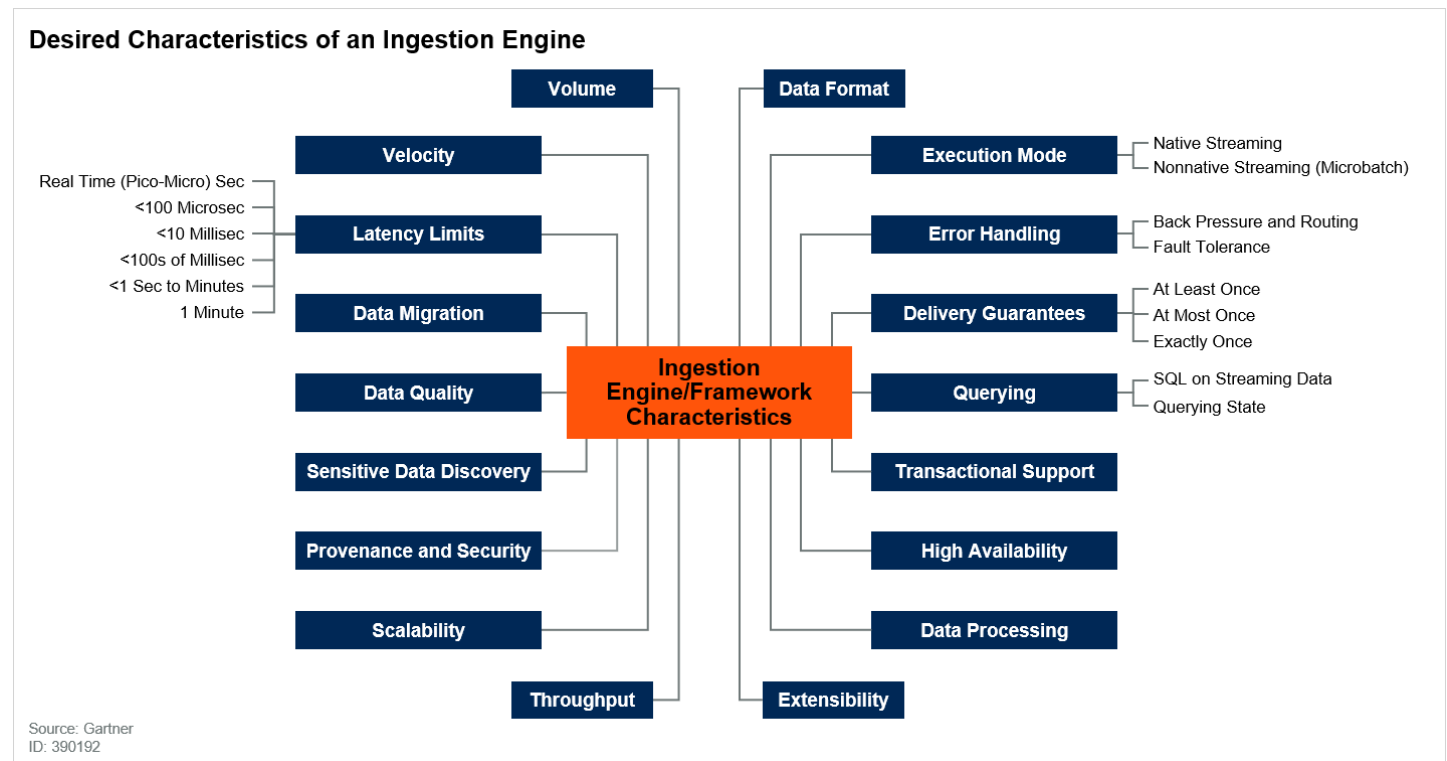 Desired Characteristics of an Ingestion Engine
Volume
Data Format
Velocity
Execution Mode
Native Streaming
Nonnative Streaming (Microbatch)
Real Time (Pico-Micro) Sec
<100 Microsec
<10 Millisec
<100s of Millisec
<1 Sec to Minutes
1 Minute
Latency Limits
Error Handling
Back Pressure and Routing
Fault Tolerance
Data Migration
Delivery Guarantees
At Least Once
At Most Once
Exactly Once
Ingestion
Engine/Framework
Characteristics
Data Quality
Querying
SQL on Streaming Data
Querying State
Sensitive Data Discovery
Transactional Support
Provenance and Security
High Availability
Scalability
Data Processing
Throughput
Extensibility
Source: Gartner
ID: 390192